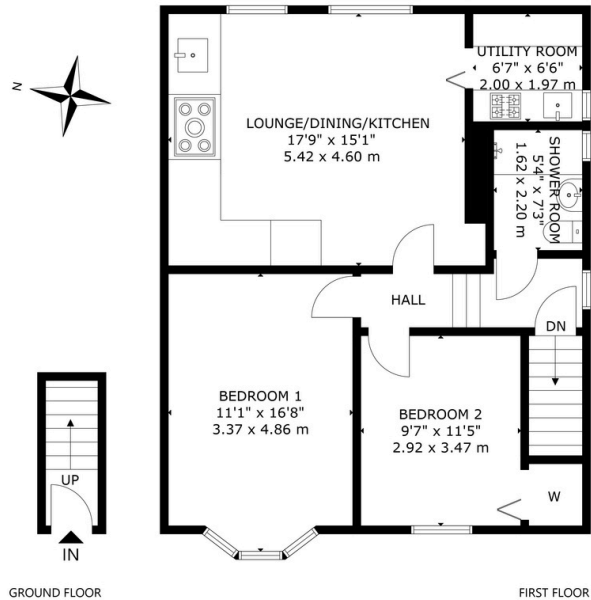 N
UTILITY ROOM
6'7" x 6'6"
2.00 x 1.97 m
LOUNGE/DINING/KITCHEN
17'9" x 15'1"
5.42 x 4.60 m
SHOWER ROOM
5'4" x 7'3"
1.62 x 2.20 m
HALL
DN
BEDROOM 1
11'1" x 16'8"
3.37 x 4.86 m
BEDROOM 2
9'7" x 11'5"
2.92 x 3.47 m
UP
W
IN
GROUND FLOOR
FIRST FLOOR